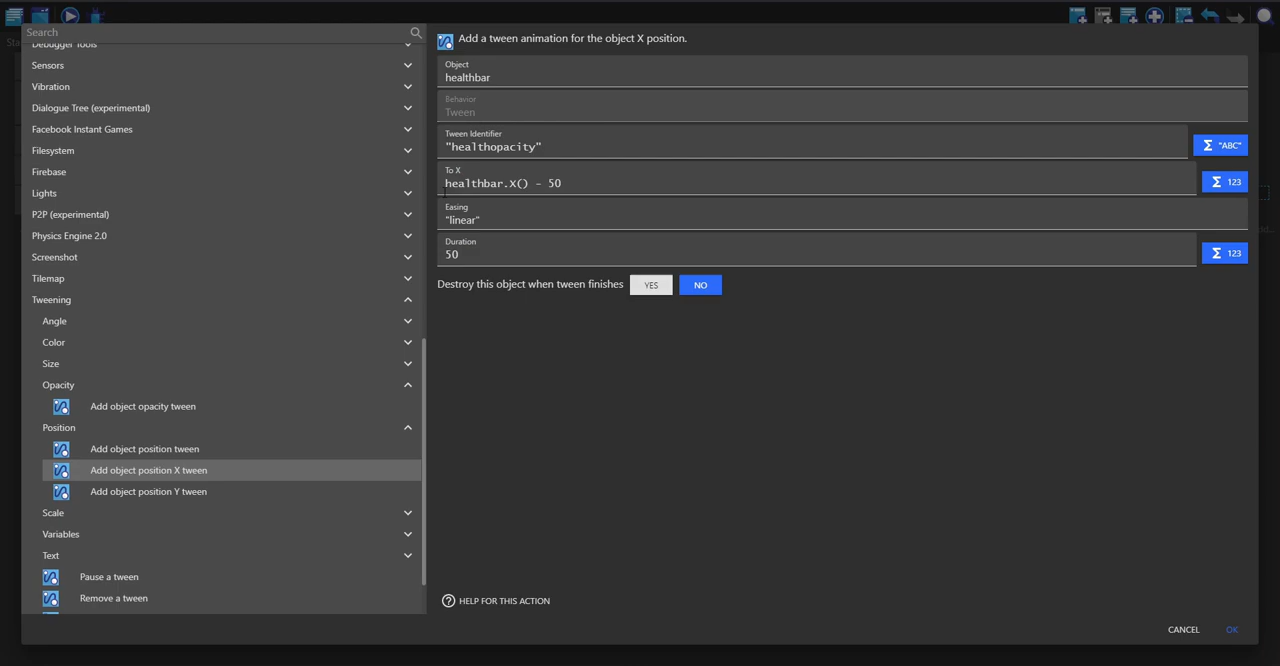 Search
Debugger Tools
Sensors
Vibration
Dialogue Tree (experimental)
Facebook Instant Games
Filesystem
Firebase
Lights
P2P (experimental)
Physics Engine 2.0
Screenshot
Tilemap
Tweening
Angle
Color
Size
Opacity
Add object opacity tween
Position
Add object position tween
Add object position X tween
Add object position Y tween
Scale
Variables
Text
Pause a tween
Remove a tween
Add a tween animation for the object X position.
Object
healthbar
Behavior
Tween
Tween Identifier
"healthopacity"
Σ "ABC"
To X
healthbar.X() - 50
Σ 123
Easing
"linear"
Duration
50
Σ 123
Destroy this object when tween finishes YES NO
HELP FOR THIS ACTION
CANCEL OK